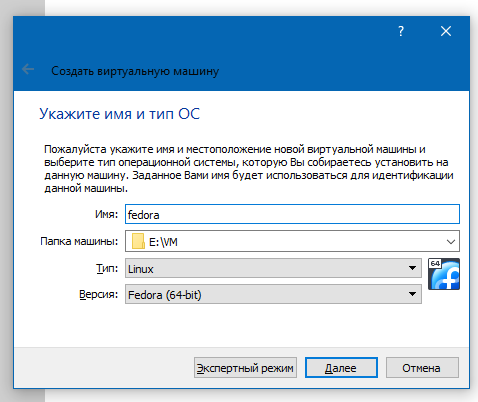 ?
Создать виртуальную машину
Укажите имя и тип ОС
Пожалуйста укажите имя и местоположение новой виртуальной машины и
выберите тип операционной системы, которую Вы собираетесь установить на
данную машину. Заданное Вами имя будет использоваться для идентификации
данной машины.
Имя: fedora
Папка машины: E:\VM
Тип: Linux
64
Версия: Fedora (64-bit)
Экспертный режим Далее Отмена